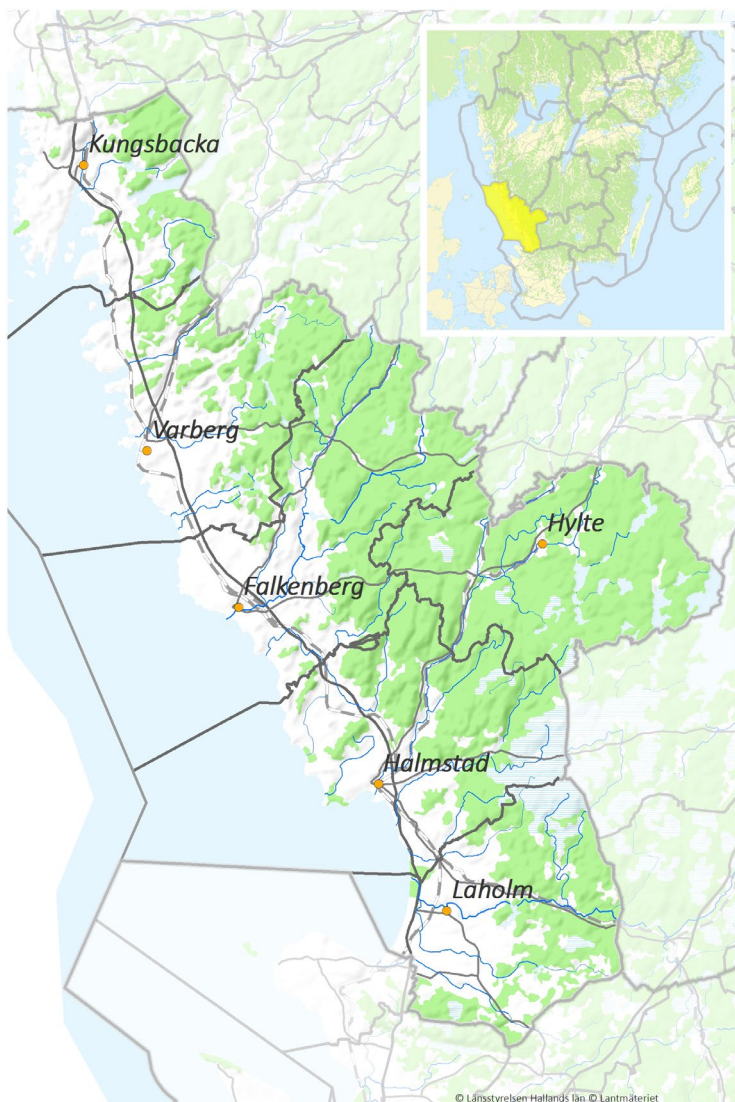 Kungsbacka
Varberg
Hylte
Falkenberg
Halmstad
Laholm
© Länsstyrelsen Hallands län © Lantmäteriet